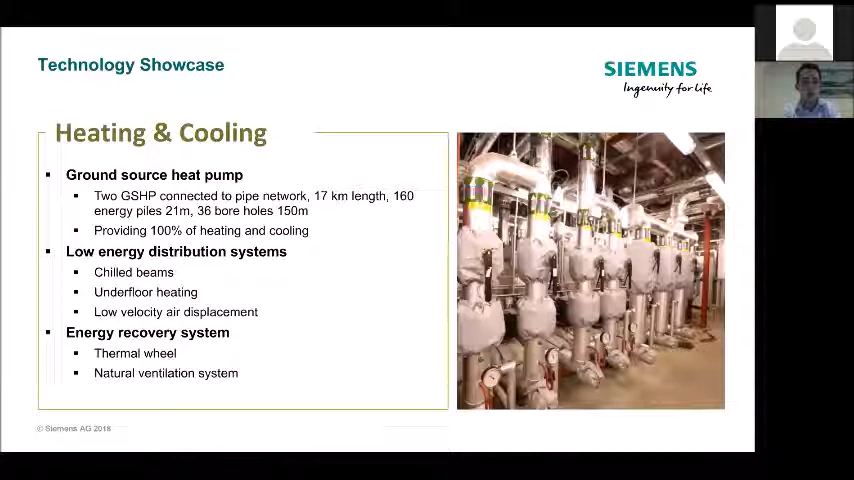 Technology Showcase
SIEMENS
Ingenuity for life
Heating & Cooling
▪ Ground source heat pump
▪ Two GSHP connected to pipe network, 17 km length, 160
energy piles 21m, 36 bore holes 150m
▪ Providing 100% of heating and cooling
▪ Low energy distribution systems
▪ Chilled beams
▪ Underfloor heating
▪ Low velocity air displacement
▪ Energy recovery system
▪ Thermal wheel
▪ Natural ventilation system
© Siemens AG 2018